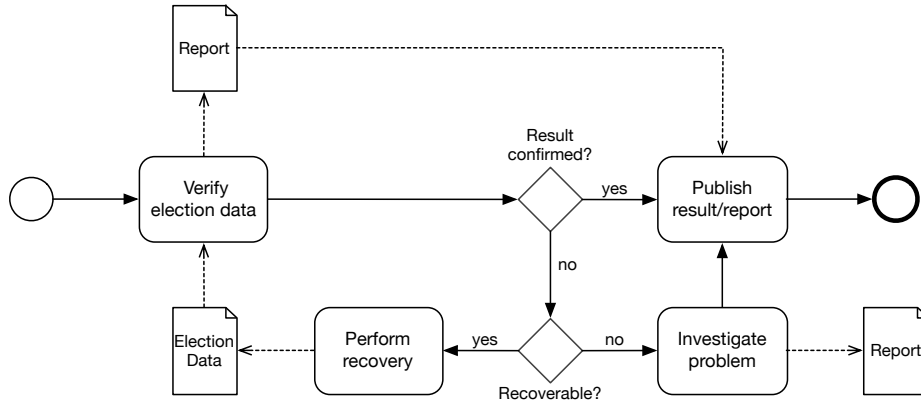 Report
Result
confirmed?
Verify
election data
yes
Publish
result/report
no
Election
Data
Perform
recovery
yes
no
Investigate
problem
Report
Recoverable?